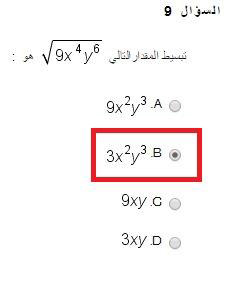 السؤال 9
تبسيط المقدار التالي √9x⁴y⁶ هو :
9x²y³ .A
3x²y³ .B
9xy .C
3xy .D